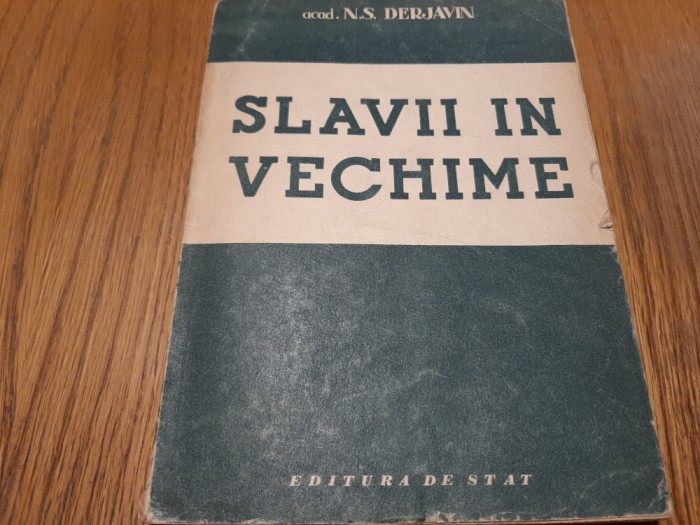 acad. N.S. DERJAVIN
SLAVII IN
VECHIME
EDITURA DE STAT